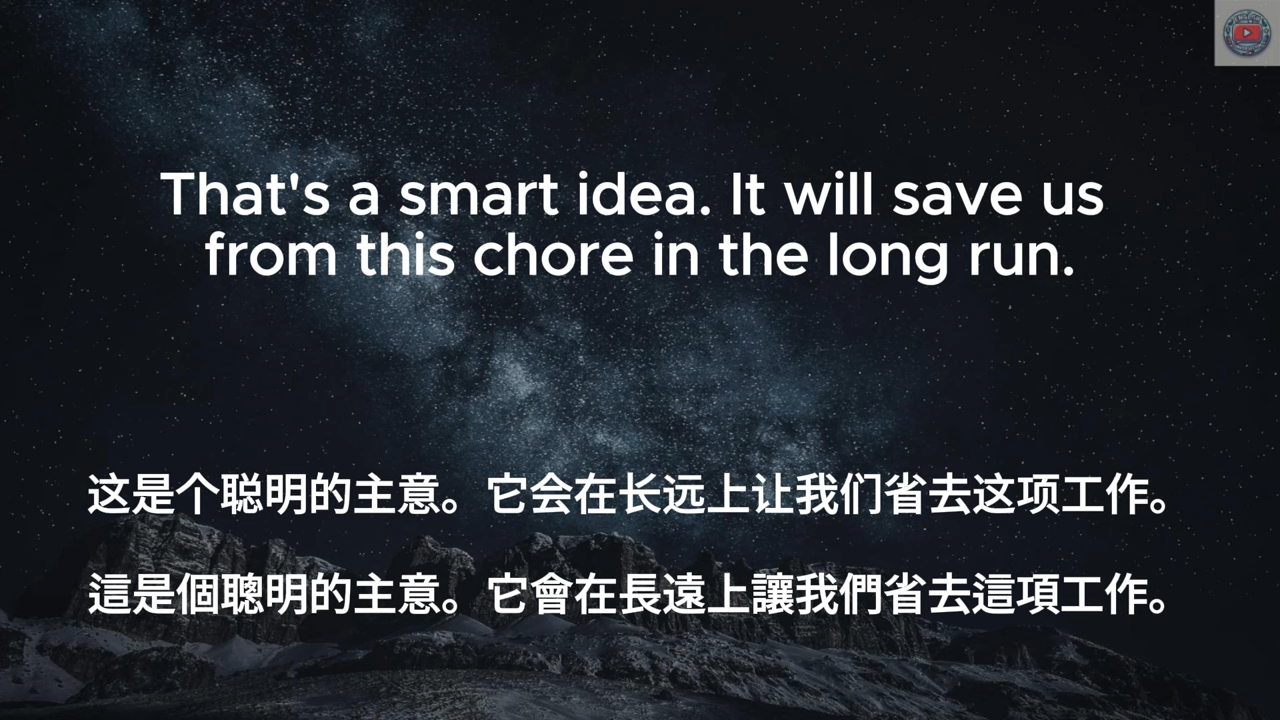 That's a smart idea. It will save us
from this chore in the long run.
这是个聪明的主意。它会在长远上让我们省去这项工作。
這是個聰明的主意。它會在長遠上讓我們省去這項工作。